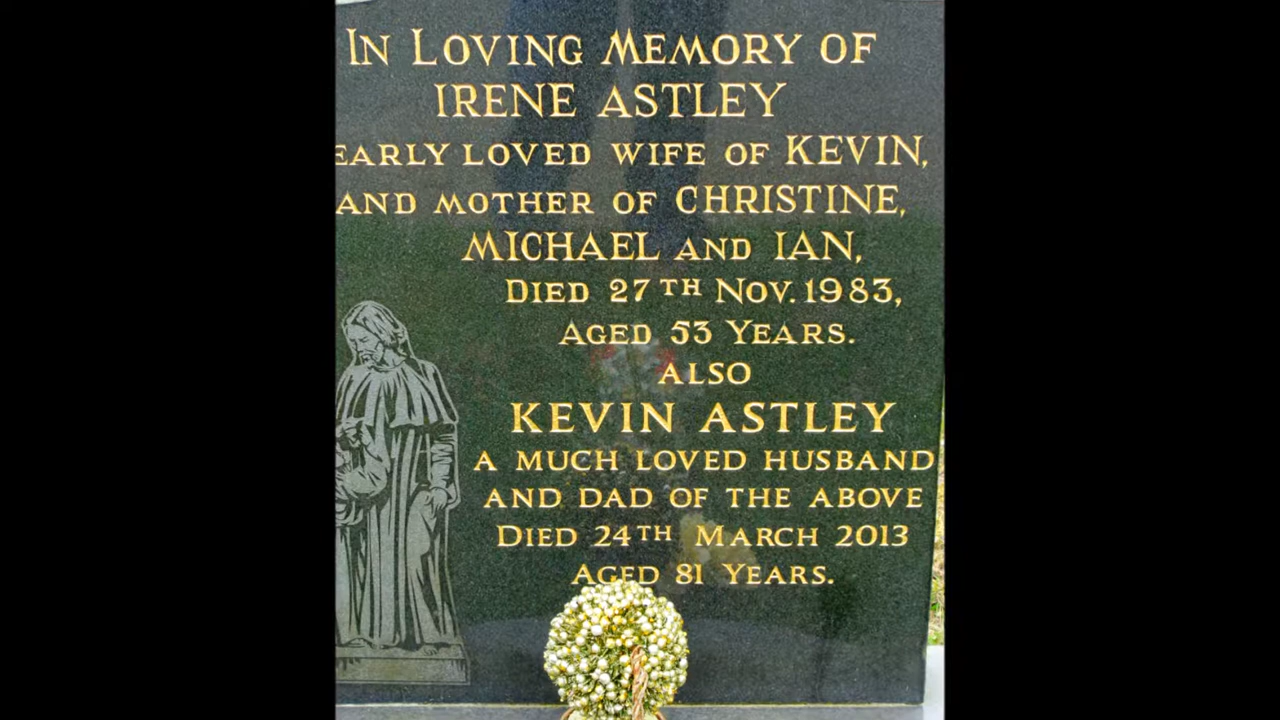 In Loving Memory of
IRENE ASTLEY
EARLY LOVED WIFE OF KEVIN,
AND MOTHER OF CHRISTINE,
MICHAEL AND IAN,
DIED 27TH NOV. 1983,
AGED 53 YEARS.
ALSO
KEVIN ASTLEY
A MUCH LOVED HUSBAND
AND DAD OF THE ABOVE
DIED 24TH MARCH 2013
AGED 81 YEARS.